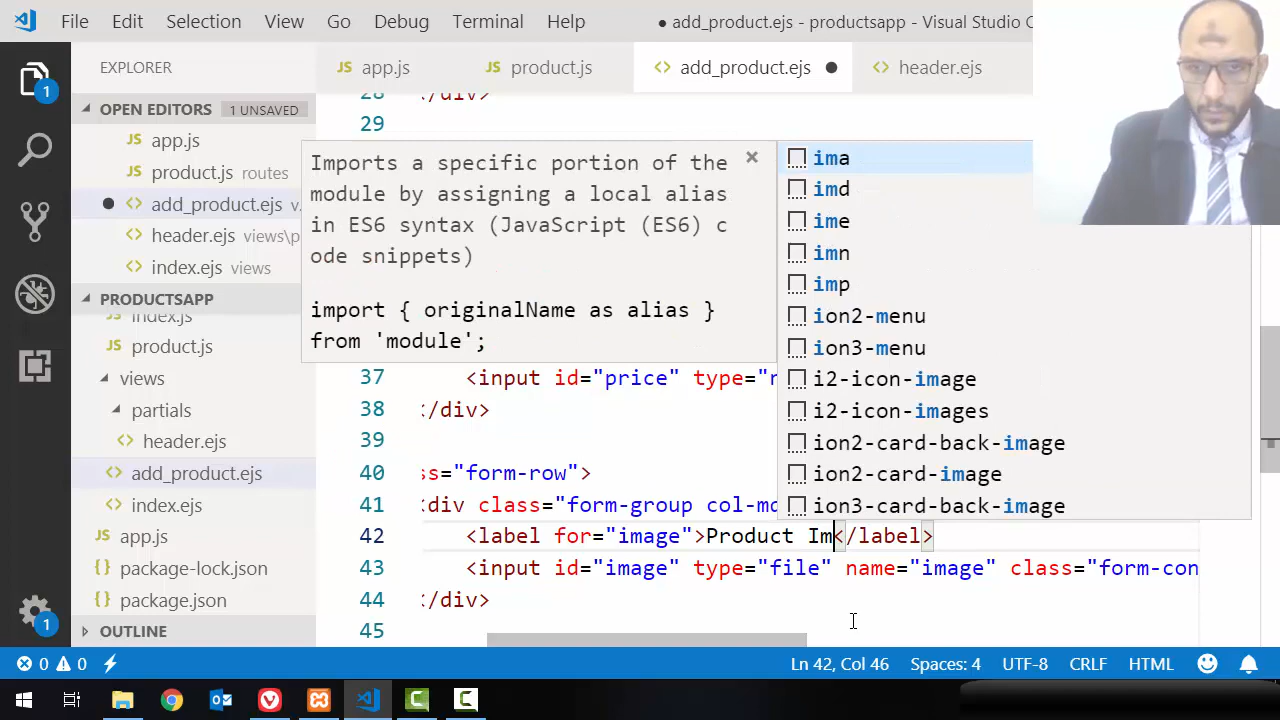 File Edit Selection View Go Debug Terminal Help ● add_product.ejs - productsapp - Visual Studio C
EXPLORER
JS app.js
JS product.js
<> add_product.ejs ●
<> header.ejs
OPEN EDITORS 1 UNSAVED
JS app.js
JS product.js routes
● <> add_product.ejs v.
<> header.ejs views\p
<> index.ejs views
PRODUCTSAPP
JS index.js
JS product.js
views
partials
<> header.ejs
<> add_product.ejs
<> index.ejs
JS app.js
package-lock.json
package.json
OUTLINE
1
1
28 </div>
29
Imports a specific portion of the
module by assigning a local alias
in ES6 syntax (JavaScript (ES6) c
ode snippets)
import { originalName as alias }
from 'module';
ima
imd
ime
imn
imp
ion2-menu
ion3-menu
i2-icon-image
i2-icon-images
ion2-card-back-image
ion2-card-image
ion3-card-back-image
37 <input id="price" type="n
38 </div>
39
40 ss="form-row">
41 div class="form-group col-md
42 <label for="image">Product Im</label>
43 <input id="image" type="file" name="image" class="form-con
44 </div>
45
0 0 Ln 42, Col 46 Spaces: 4 UTF-8 CRLF HTML